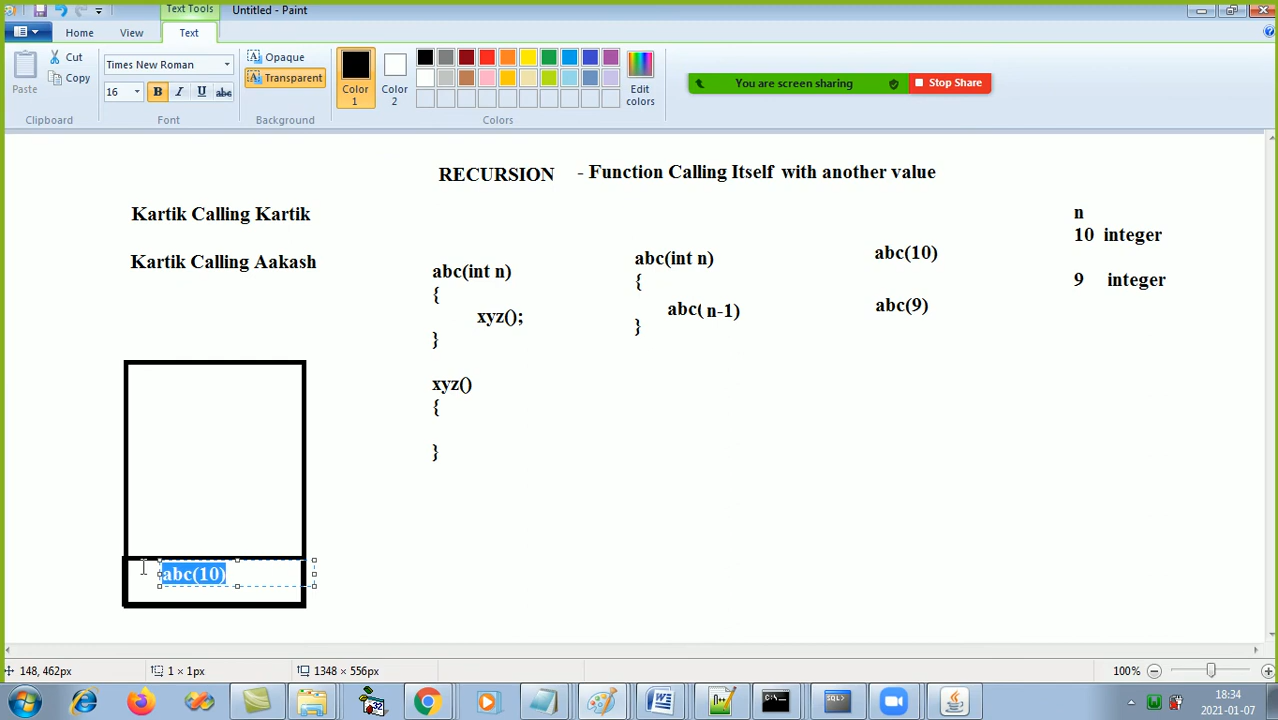 Text Tools
Untitled - Paint
Home
View
Text
Paste
Cut
Copy
Clipboard
Times New Roman
16
B
I
U
abc
Font
Opaque
Transparent
Background
Color
1
Color
2
Edit
colors
Colors
You are screen sharing
Stop Share
RECURSION - Function Calling Itself with another value
Kartik Calling Kartik
Kartik Calling Aakash
abc(int n)
{
xyz();
}
xyz()
{
}
abc(int n)
{
abc( n-1)
}
abc(10)
abc(9)
n
10 integer
9 integer
abc(10)
148, 462px
1 × 1px
1348 × 556px
100%
18:34
2021-01-07